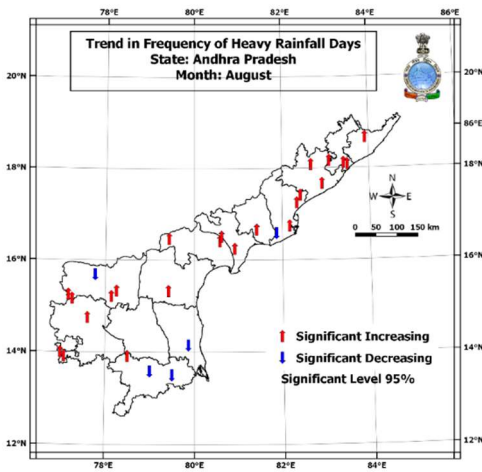 78°E 80°E 82°E 84°E 86°E
Trend in Frequency of Heavy Rainfall Days
State: Andhra Pradesh
Month: August
20°N 20°N
86°E
18°N 18°N
N
W E
S
0 50 100 150 km
16°N 16°N
Significant Increasing
Significant Decreasing
14°N 14°N
Significant Level 95%
12°N 12°N
78°E 80°E 82°E 84°E